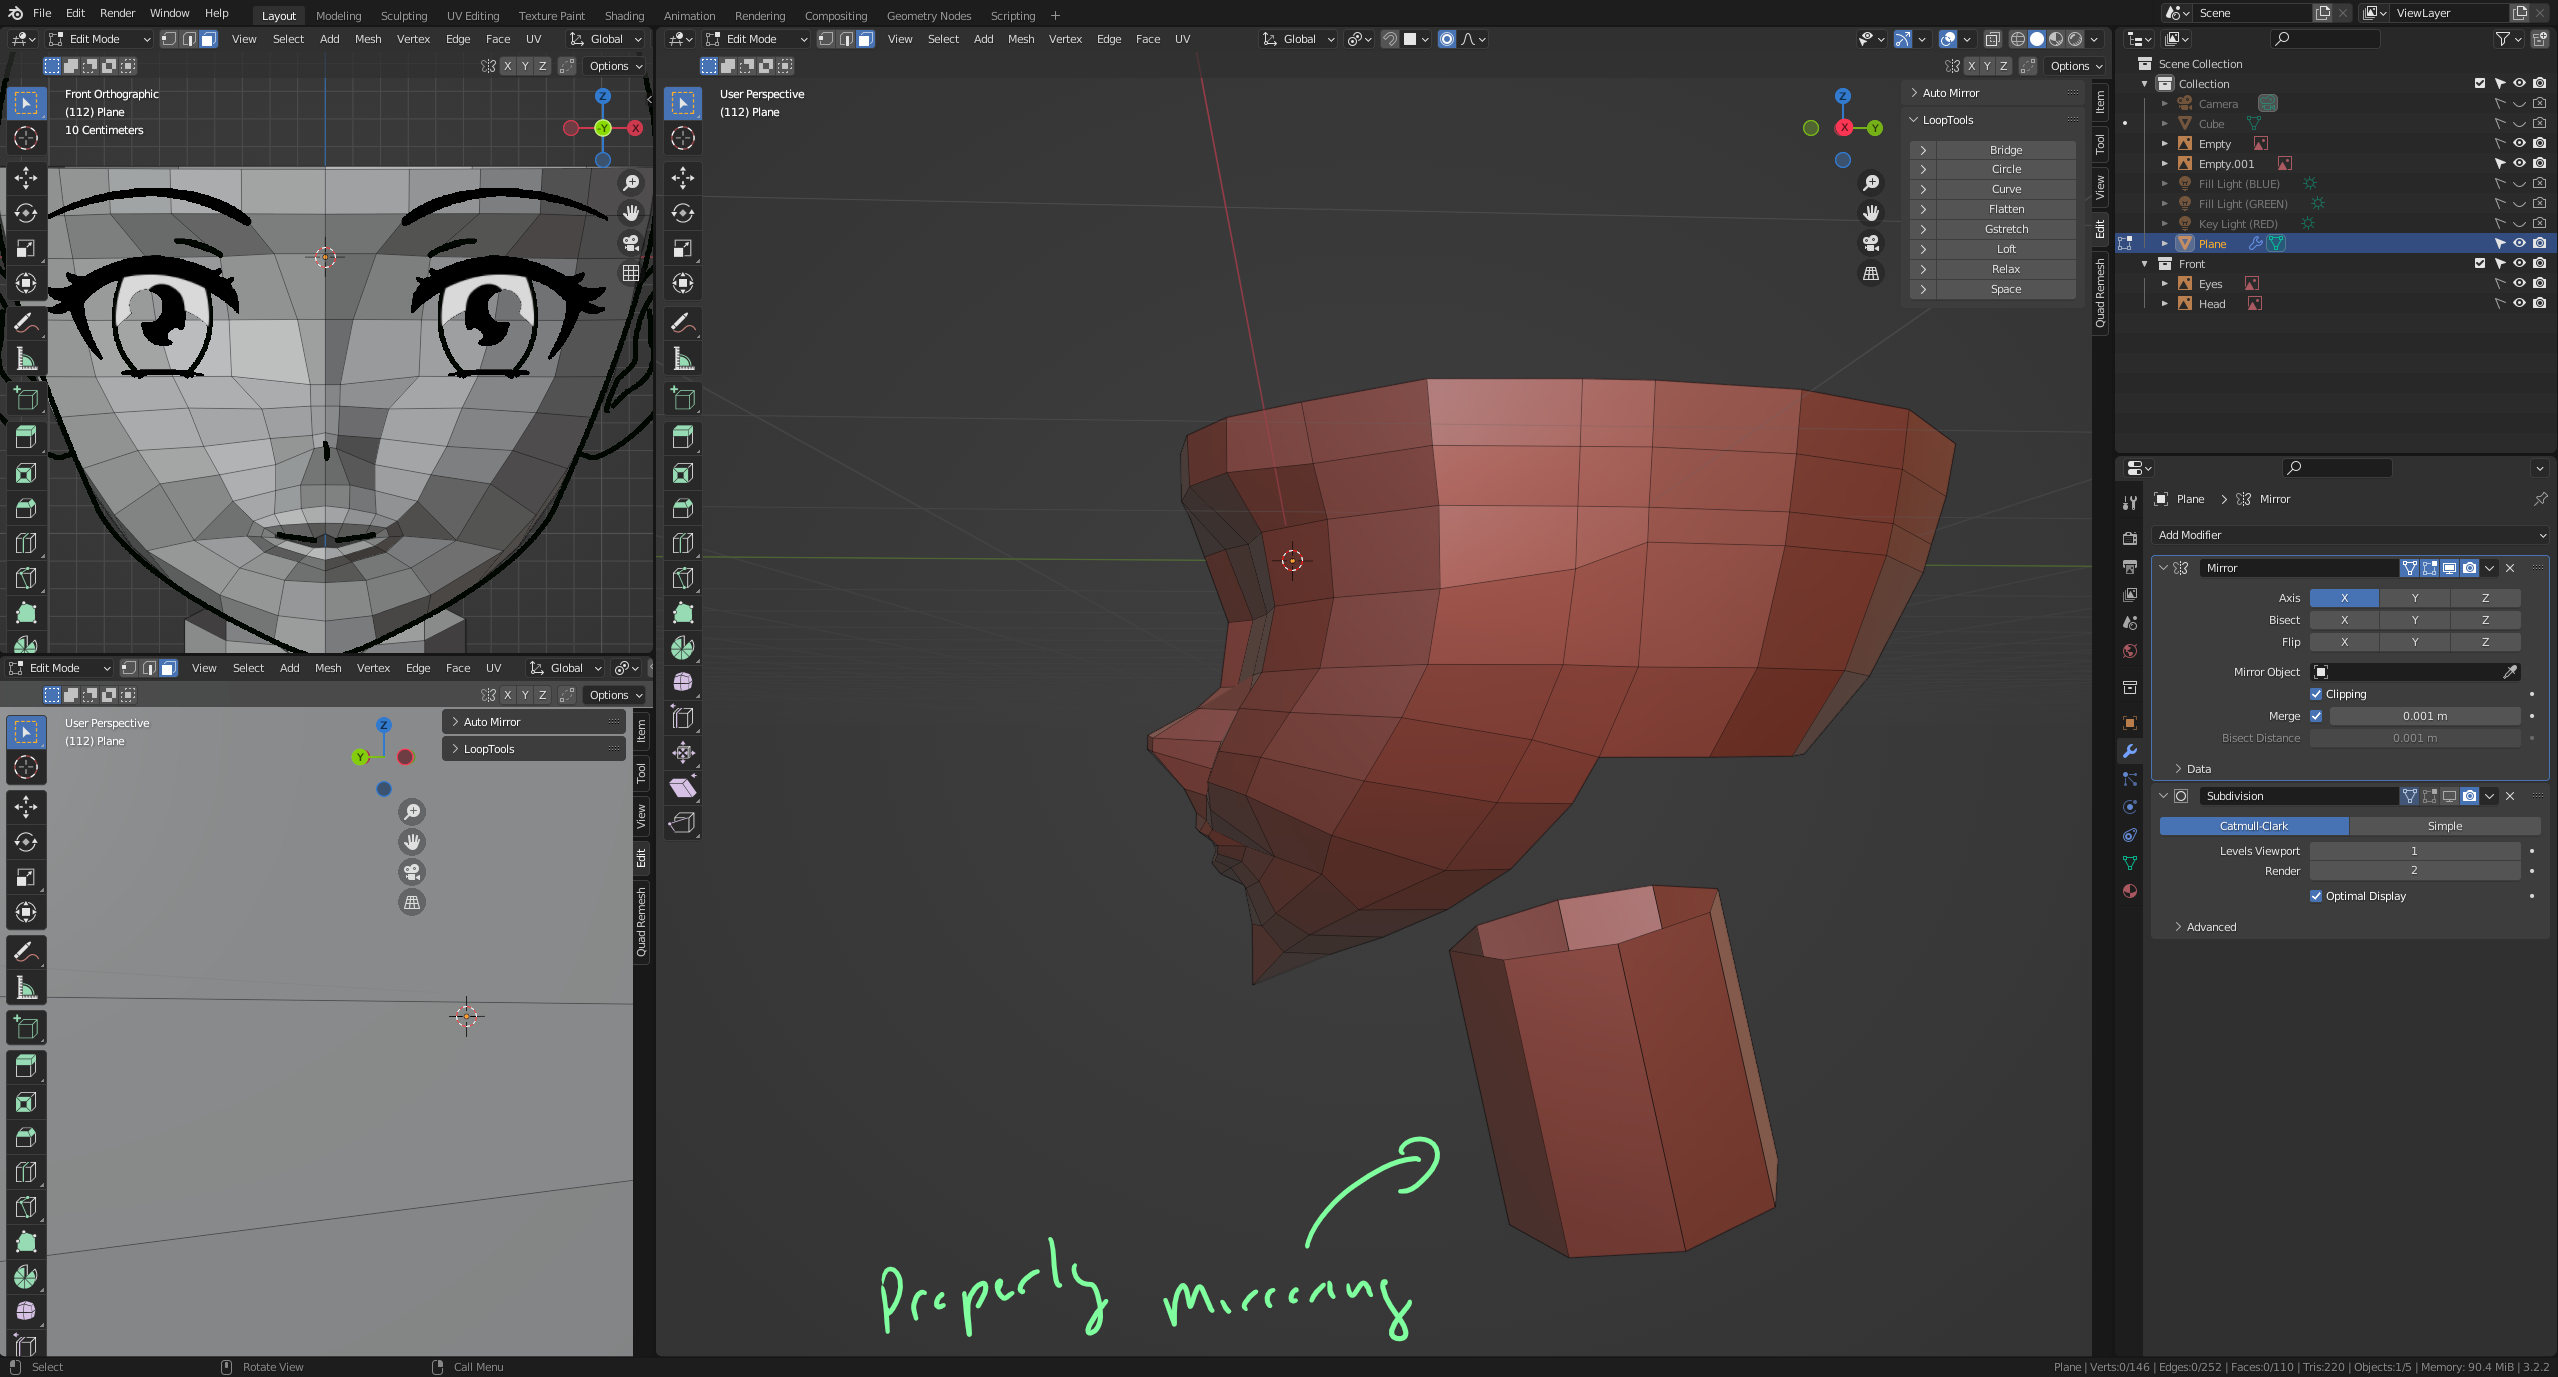 File Edit Render Window Help
Layout Modeling Sculpting UV Editing Texture Paint Shading Animation Rendering Compositing Geometry Nodes Scripting +
Scene
ViewLayer
Edit Mode View Select Add Mesh Vertex Edge Face UV Global
X Y Z Options
Front Orthographic
(112) Plane
10 Centimeters
Z
Y
X
Edit Mode View Select Add Mesh Vertex Edge Face UV Global
X Y Z Options
User Perspective
(112) Plane
Z
X Y
Auto Mirror
LoopTools
Bridge
Circle
Curve
Flatten
Gstretch
Loft
Relax
Space
Item
Tool
View
Edit
Quad Remesh
Properly mirroring
Edit Mode View Select Add Mesh Vertex Edge Face UV Global
X Y Z Options
User Perspective
(112) Plane
Z
Y
Auto Mirror
LoopTools
Item
Tool
View
Edit
Quad Remesh
Scene Collection
Collection
Camera
Cube
Empty
Empty.001
Fill Light (BLUE)
Fill Light (GREEN)
Key Light (RED)
Plane
Front
Eyes
Head
Plane > Mirror
Add Modifier
Mirror
Axis X Y Z
Bisect X Y Z
Flip X Y Z
Mirror Object
Clipping
Merge 0.001 m
Bisect Distance 0.001 m
Data
Subdivision
Catmull-Clark Simple
Levels Viewport 1
Render 2
Optimal Display
Advanced
Select Rotate View Call Menu
Plane | Verts:0/146 | Edges:0/252 | Faces:0/110 | Tris:220 | Objects:1/5 | Memory: 90.4 MiB | 3.2.2